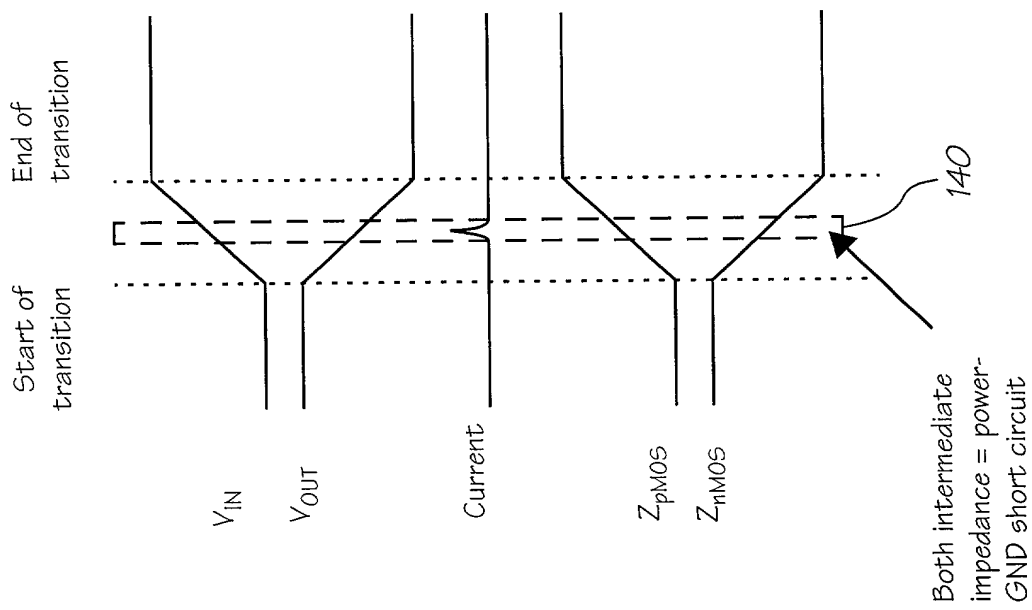 Start of
transition
End of
transition
V_IN
V_OUT
Current
Z_pMOS
Z_nMOS
140
Both intermediate
impedance = power-
GND short circuit